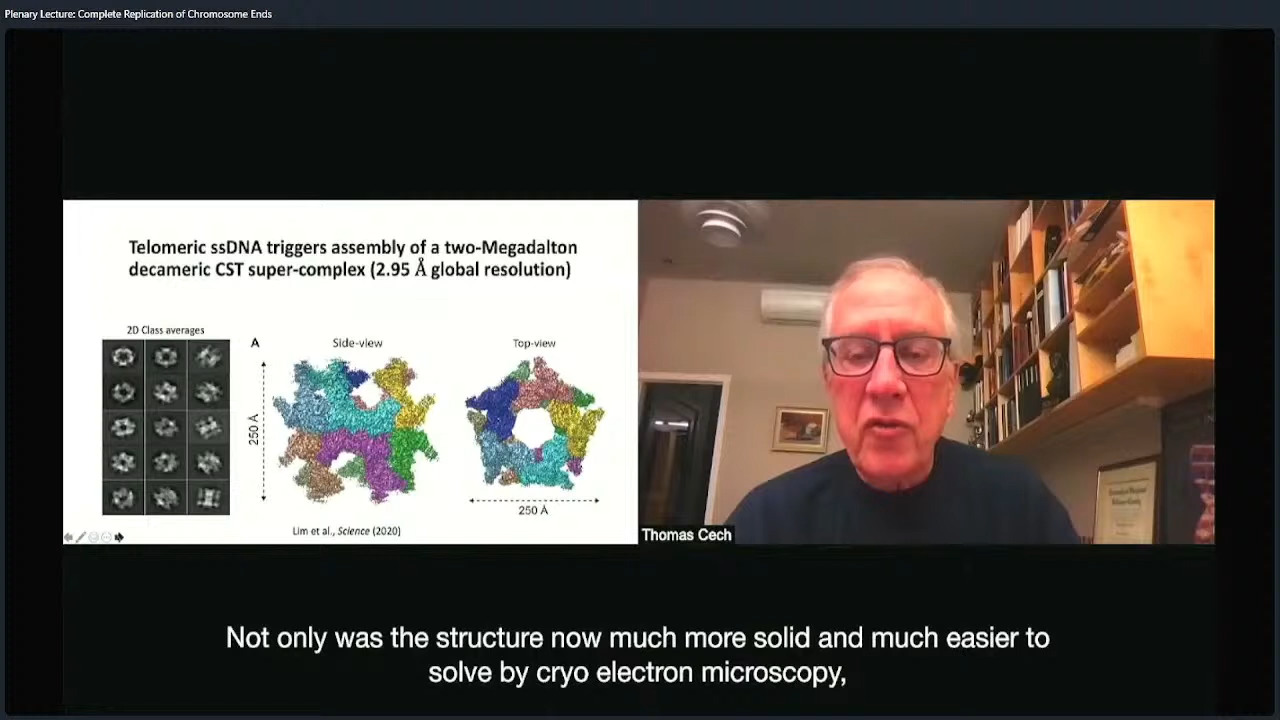 Plenary Lecture: Complete Replication of Chromosome Ends
Telomeric ssDNA triggers assembly of a two-Megadalton
decameric CST super-complex (2.95 Å global resolution)
2D Class averages
A
Side-view
Top-view
250 Å
250 Å
Lim et al., Science (2020)
Thomas Cech
Not only was the structure now much more solid and much easier to
solve by cryo electron microscopy,